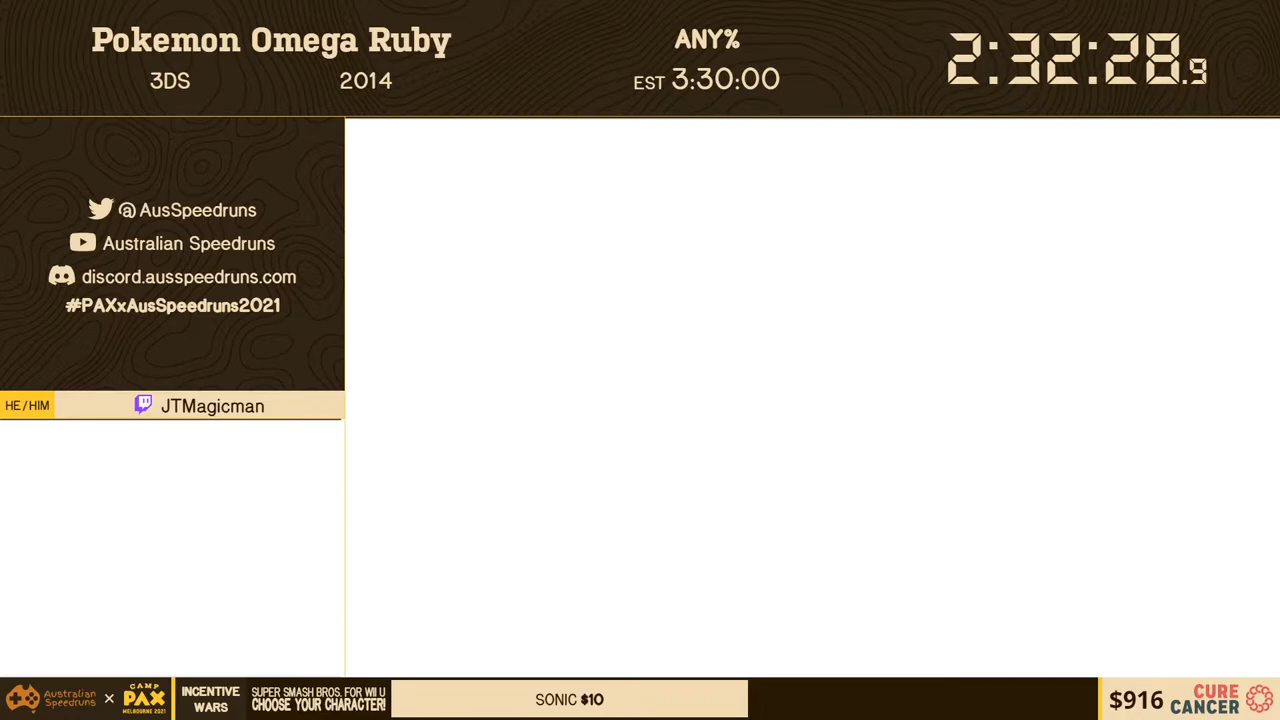 Pokemon Omega Ruby
3DS 2014
ANY%
EST 3:30:00
2:32:28.9
@AusSpeedruns
Australian Speedruns
discord.ausspeedruns.com
#PAXxAusSpeedruns2021
HE/HIM JTMagicman
Australian
Speedruns
×
CAMP
PAX
MELBOURNE 2021
INCENTIVE
WARS
SUPER SMASH BROS. FOR WII U
CHOOSE YOUR CHARACTER!
SONIC $10
$916
CURE
CANCER